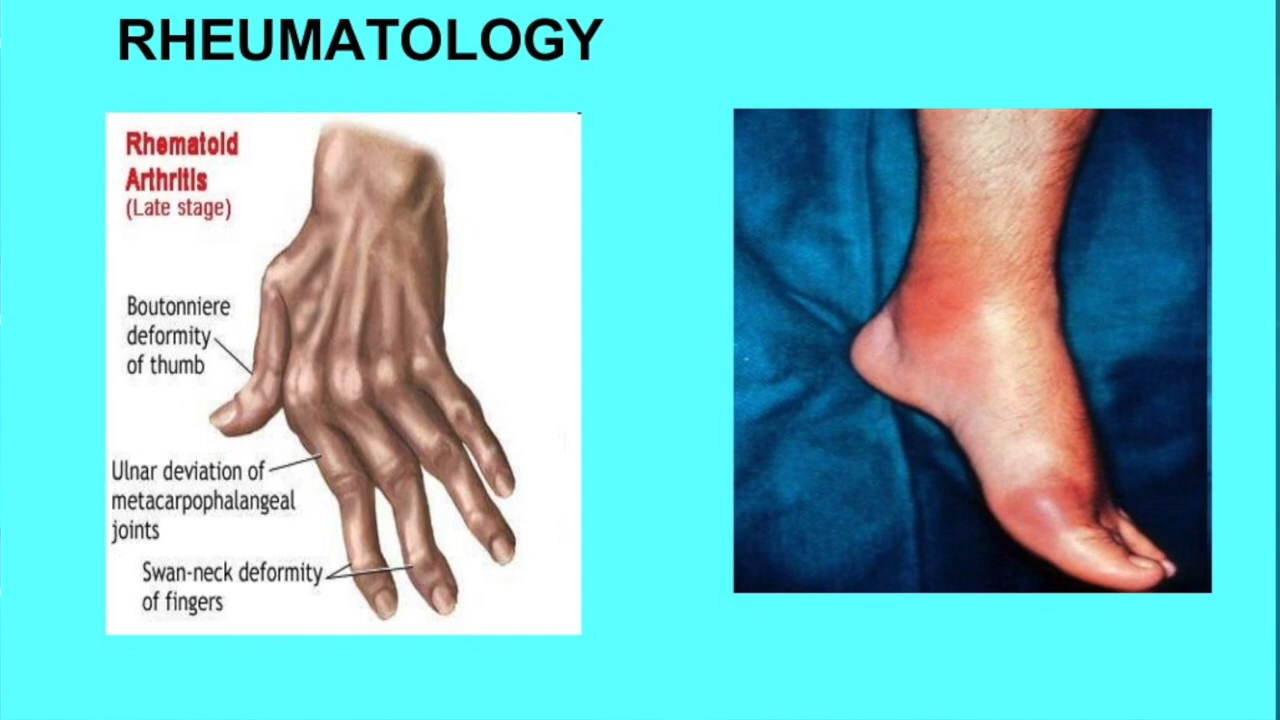 RHEUMATOLOGY
Rhematoid
Arthritis
(Late stage)
Boutonniere
deformity
of thumb
Ulnar deviation of
metacarpophalangeal
joints
Swan-neck deformity
of fingers